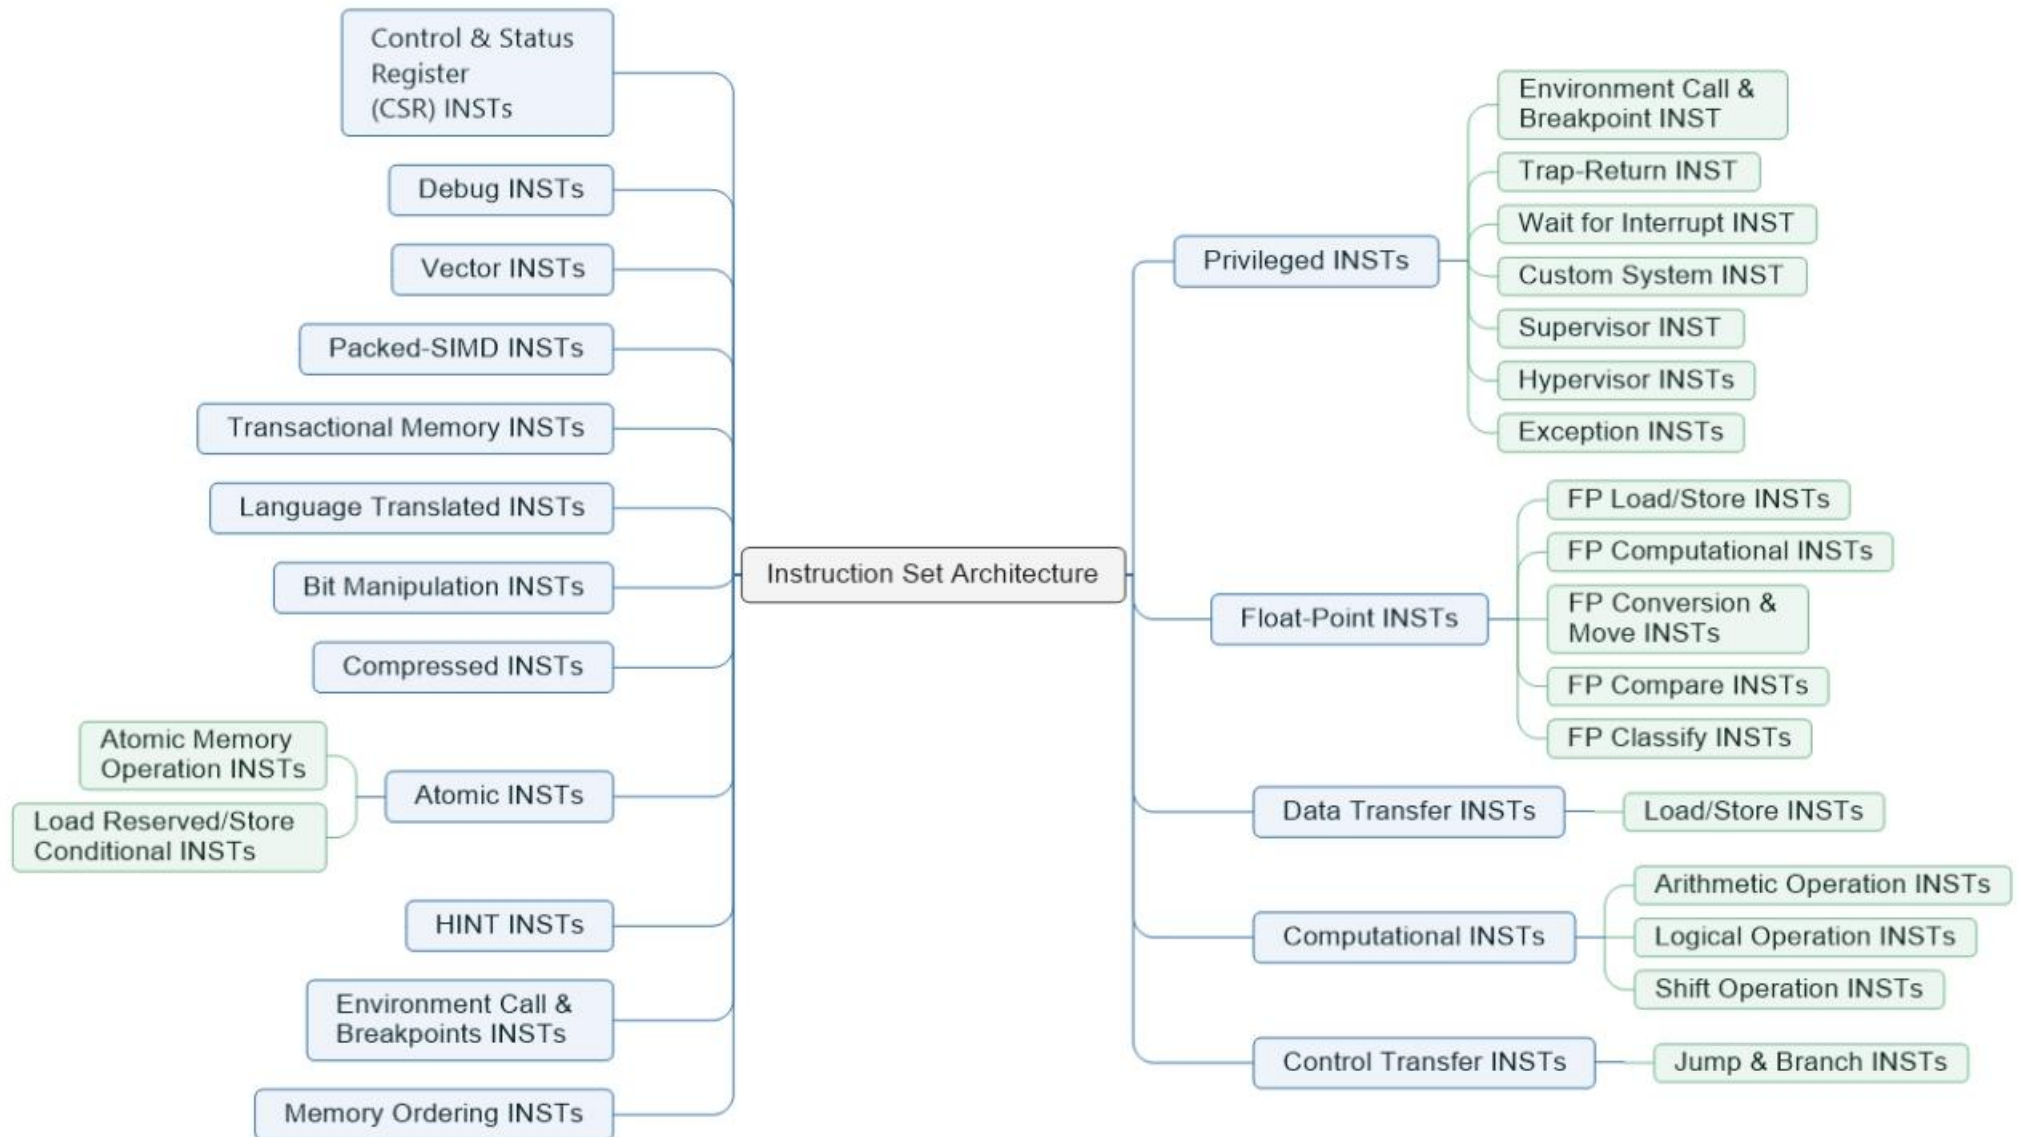 Control & Status
Register
(CSR) INSTs
Debug INSTs
Vector INSTs
Packed-SIMD INSTs
Transactional Memory INSTs
Language Translated INSTs
Bit Manipulation INSTs
Compressed INSTs
Atomic Memory
Operation INSTs
Load Reserved/Store
Conditional INSTs
Atomic INSTs
HINT INSTs
Environment Call &
Breakpoints INSTs
Memory Ordering INSTs
Instruction Set Architecture
Privileged INSTs
Environment Call &
Breakpoint INST
Trap-Return INST
Wait for Interrupt INST
Custom System INST
Supervisor INST
Hypervisor INSTs
Exception INSTs
Float-Point INSTs
FP Load/Store INSTs
FP Computational INSTs
FP Conversion &
Move INSTs
FP Compare INSTs
FP Classify INSTs
Data Transfer INSTs
Load/Store INSTs
Computational INSTs
Arithmetic Operation INSTs
Logical Operation INSTs
Shift Operation INSTs
Control Transfer INSTs
Jump & Branch INSTs